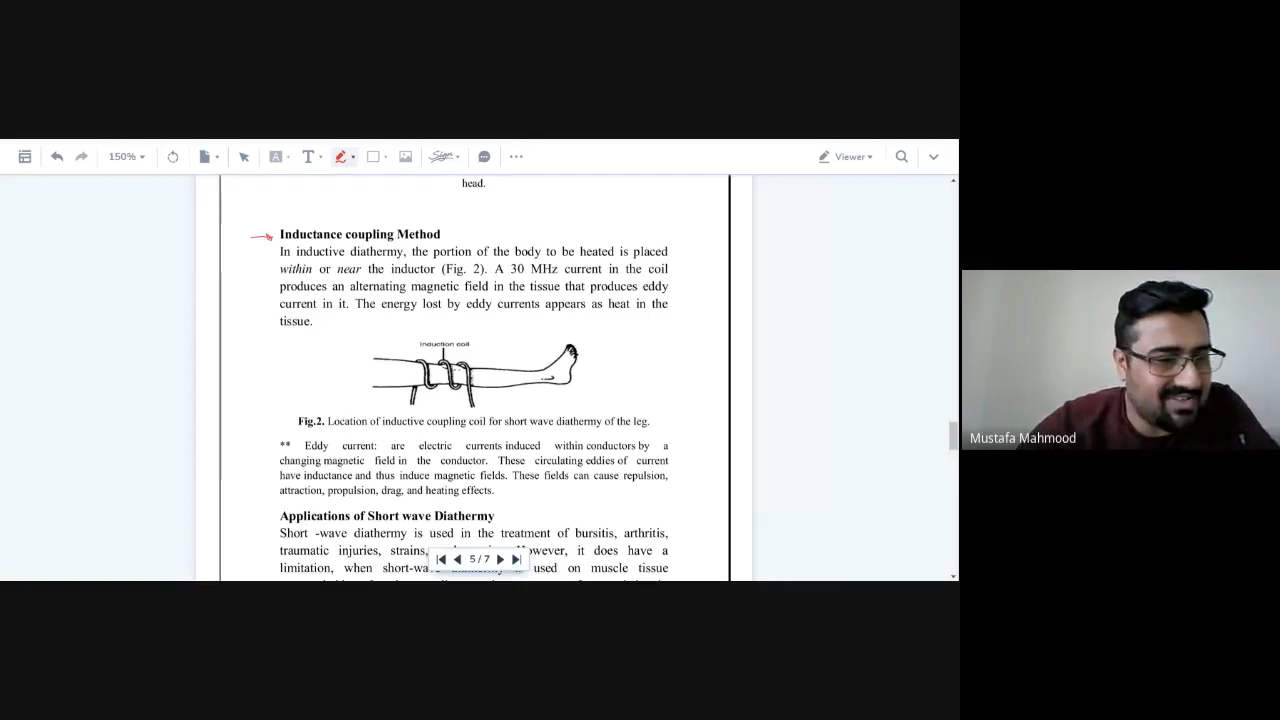 150%
T
Sign
Viewer
head.
Inductance coupling Method
In inductive diathermy, the portion of the body to be heated is placed
within or near the inductor (Fig. 2). A 30 MHz current in the coil
produces an alternating magnetic field in the tissue that produces eddy
current in it. The energy lost by eddy currents appears as heat in the
tissue.
Induction coil
Fig.2. Location of inductive coupling coil for short wave diathermy of the leg.
** Eddy current: are electric currents induced within conductors by a
changing magnetic field in the conductor. These circulating eddies of current
have inductance and thus induce magnetic fields. These fields can cause repulsion,
attraction, propulsion, drag, and heating effects.
Applications of Short wave Diathermy
Short -wave diathermy is used in the treatment of bursitis, arthritis,
traumatic injuries, strains, However, it does have a
limitation, when used on muscle tissue
5 / 7
Mustafa Mahmood